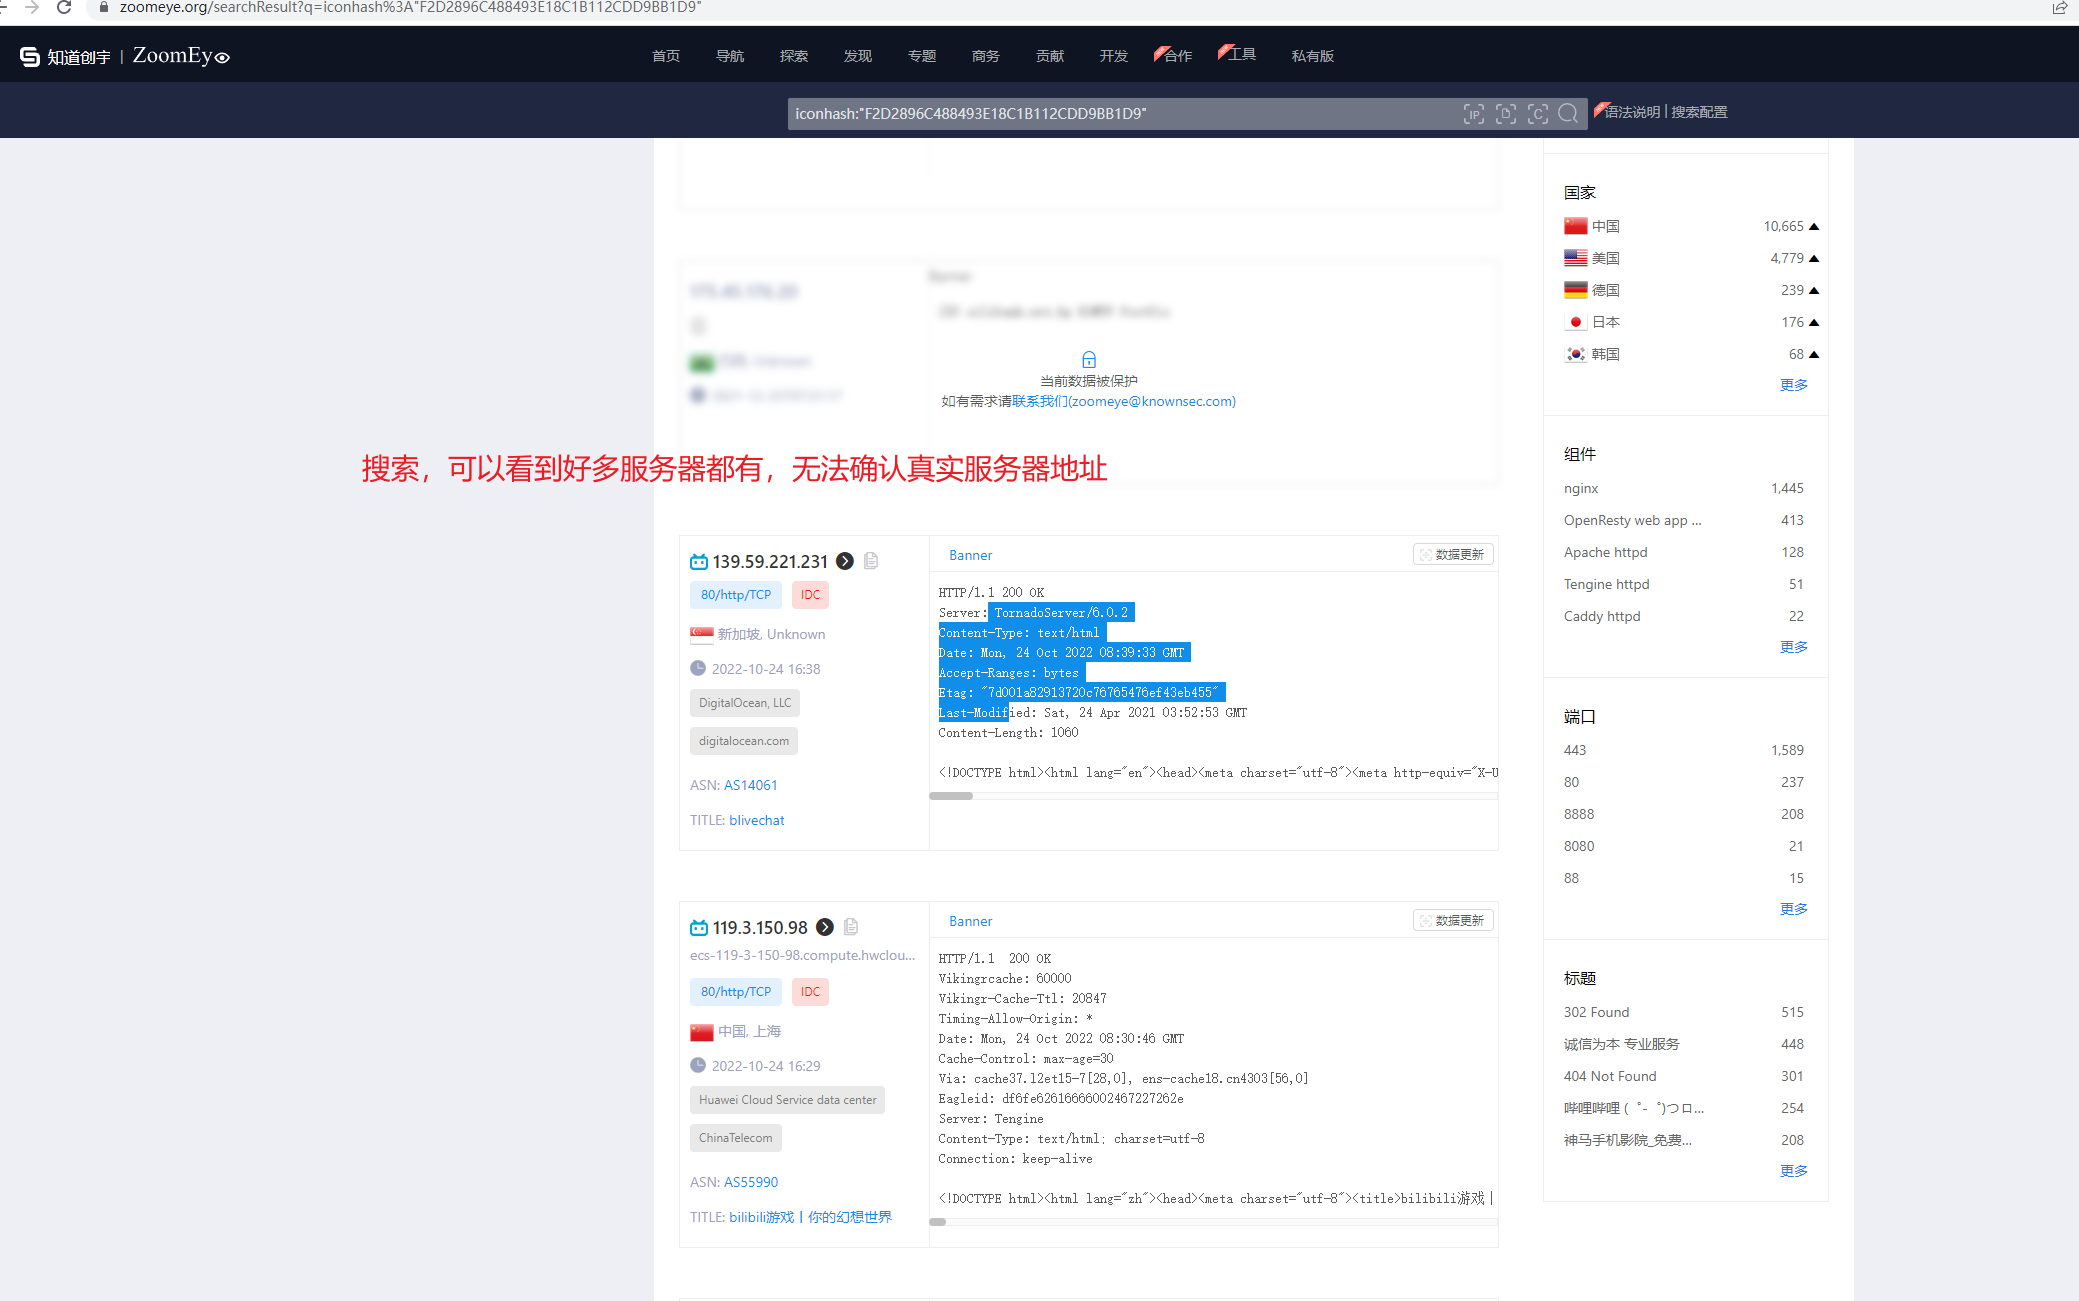 zoomeye.org/searchResult?q=iconhash%3A"F2D2896C488493E18C1B112CDD9BB1D9"
知道创宇 | ZoomEye
首页 导航 探索 发现 专题 商务 贡献 开发 合作 工具 私有版
iconhash:"F2D2896C488493E18C1B112CDD9BB1D9"
语法说明 | 搜索配置
当前数据被保护
如有需求请联系我们(zoomeye@knownsec.com)
搜索，可以看到好多服务器都有，无法确认真实服务器地址
139.59.221.231
80/http/TCP IDC
新加坡, Unknown
2022-10-24 16:38
DigitalOcean, LLC
digitalocean.com
ASN: AS14061
TITLE: blivechat
Banner
数据更新
HTTP/1.1 200 OK
Server: TornadoServer/6.0.2
Content-Type: text/html
Date: Mon, 24 Oct 2022 08:39:33 GMT
Accept-Ranges: bytes
Etag: "7d001a82913720c76765476ef43eb455"
Last-Modified: Sat, 24 Apr 2021 03:52:53 GMT
Content-Length: 1060
<!DOCTYPE html><html lang="en"><head><meta charset="utf-8"><meta http-equiv="X-U
119.3.150.98
ecs-119-3-150-98.compute.hwclou...
80/http/TCP IDC
中国, 上海
2022-10-24 16:29
Huawei Cloud Service data center
ChinaTelecom
ASN: AS55990
TITLE: bilibili游戏丨你的幻想世界
Banner
数据更新
HTTP/1.1  200 OK
Vikingrcache: 60000
Vikingr-Cache-Ttl: 20847
Timing-Allow-Origin: *
Date: Mon, 24 Oct 2022 08:30:46 GMT
Cache-Control: max-age=30
Via: cache37.l2et15-7[28,0], ens-cache18.cn4303[56,0]
Eagleid: df6fe62616666002467227262e
Server: Tengine
Content-Type: text/html; charset=utf-8
Connection: keep-alive
<!DOCTYPE html><html lang="zh"><head><meta charset="utf-8"><title>bilibili游戏丨
国家
中国 10,665
美国 4,779
德国 239
日本 176
韩国 68
更多
组件
nginx 1,445
OpenResty web app ... 413
Apache httpd 128
Tengine httpd 51
Caddy httpd 22
更多
端口
443 1,589
80 237
8888 208
8080 21
88 15
更多
标题
302 Found 515
诚信为本 专业服务 448
404 Not Found 301
哔哩哔哩 (゜-゜)つロ... 254
神马手机影院_免费... 208
更多